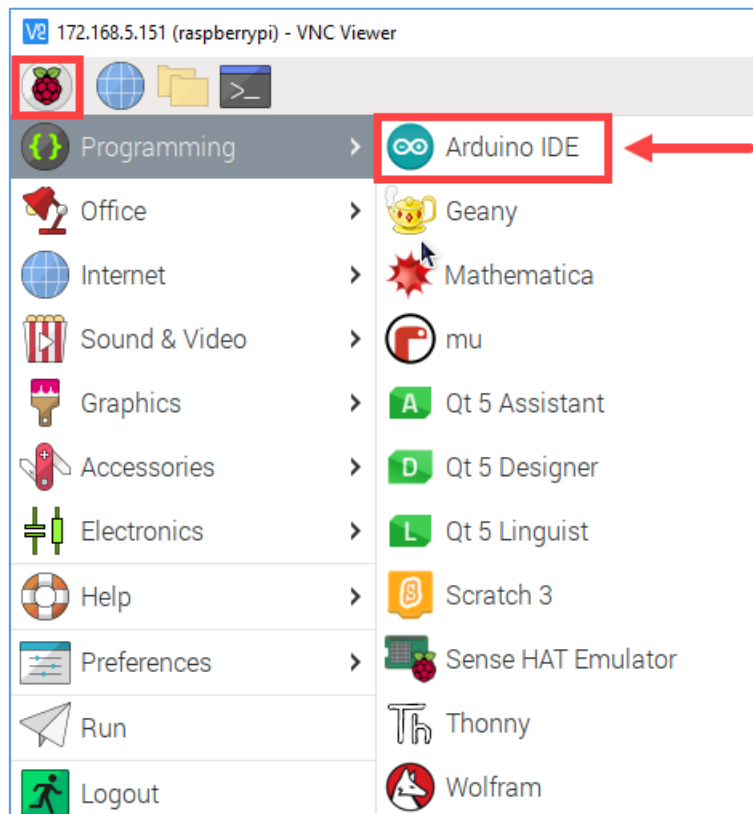 V2 172.168.5.151 (raspberrypi) - VNC Viewer
>_
Programming
Office
Internet
Sound & Video
Graphics
Accessories
Electronics
Help
Preferences
Run
Logout
Arduino IDE
Geany
Mathematica
mu
A Qt 5 Assistant
D Qt 5 Designer
L Qt 5 Linguist
S Scratch 3
Sense HAT Emulator
Th Thonny
Wolfram